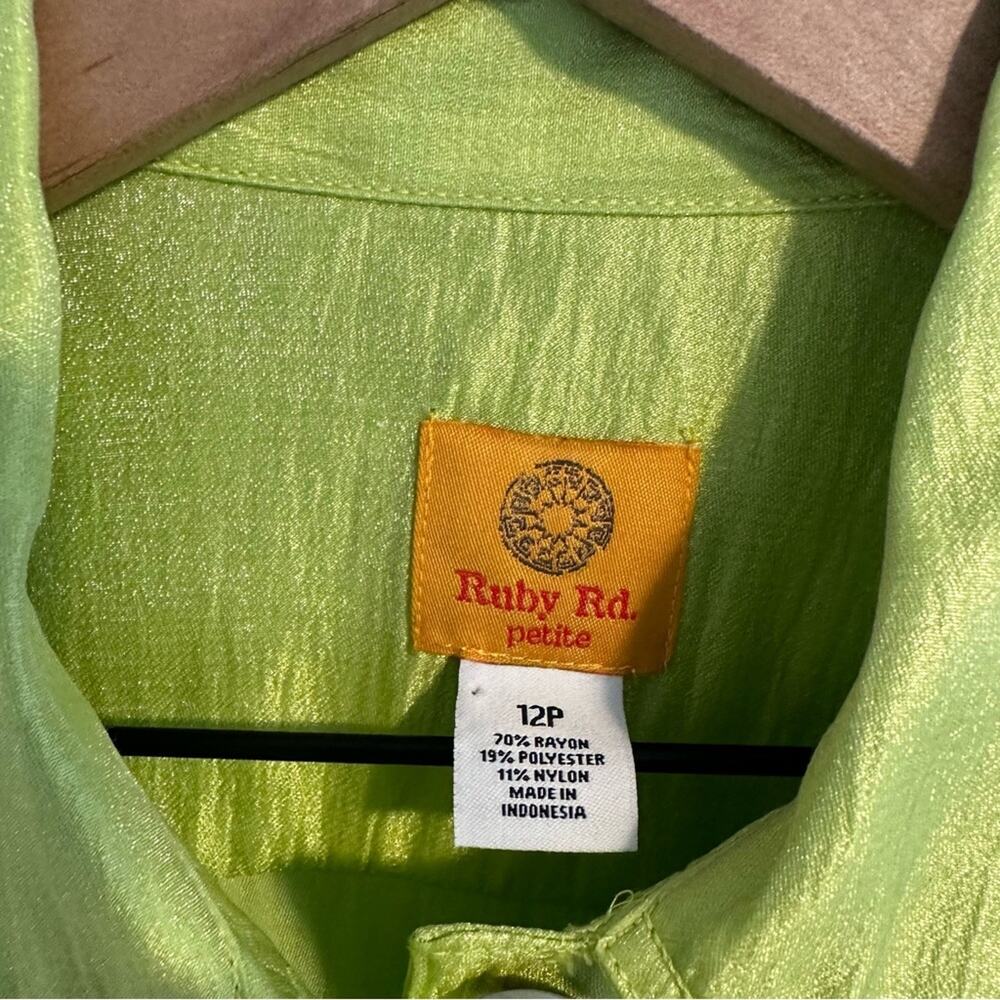 Ruby Rd.
petite
12P
70% RAYON
19% POLYESTER
11% NYLON
MADE IN
INDONESIA